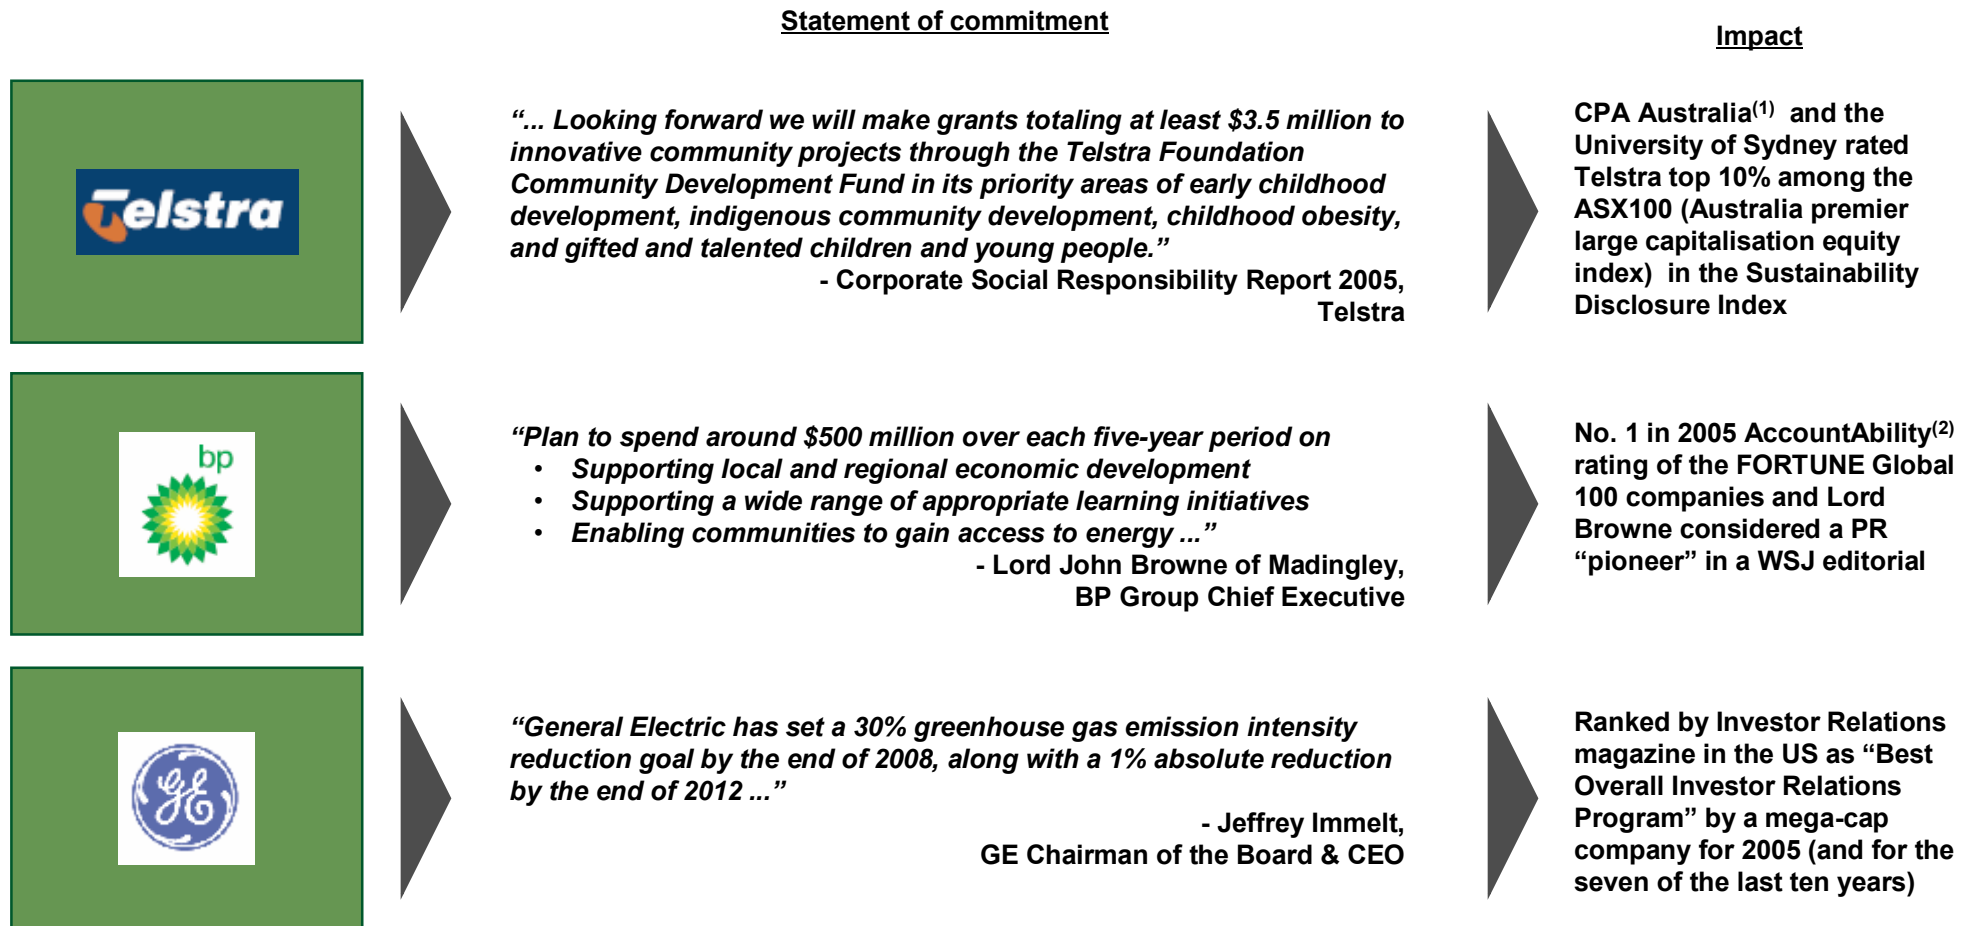 Statement of commitment
Impact
Telstra
“... Looking forward we will make grants totaling at least $3.5 million to
innovative community projects through the Telstra Foundation
Community Development Fund in its priority areas of early childhood
development, indigenous community development, childhood obesity,
and gifted and talented children and young people.”
- Corporate Social Responsibility Report 2005,
Telstra
CPA Australia(1) and the
University of Sydney rated
Telstra top 10% among the
ASX100 (Australia premier
large capitalisation equity
index) in the Sustainability
Disclosure Index
bp
“Plan to spend around $500 million over each five-year period on
• Supporting local and regional economic development
• Supporting a wide range of appropriate learning initiatives
• Enabling communities to gain access to energy ...”
- Lord John Browne of Madingley,
BP Group Chief Executive
No. 1 in 2005 AccountAbility(2)
rating of the FORTUNE Global
100 companies and Lord
Browne considered a PR
“pioneer” in a WSJ editorial
GE
“General Electric has set a 30% greenhouse gas emission intensity
reduction goal by the end of 2008, along with a 1% absolute reduction
by the end of 2012 ...”
- Jeffrey Immelt,
GE Chairman of the Board & CEO
Ranked by Investor Relations
magazine in the US as “Best
Overall Investor Relations
Program” by a mega-cap
company for 2005 (and for the
seven of the last ten years)